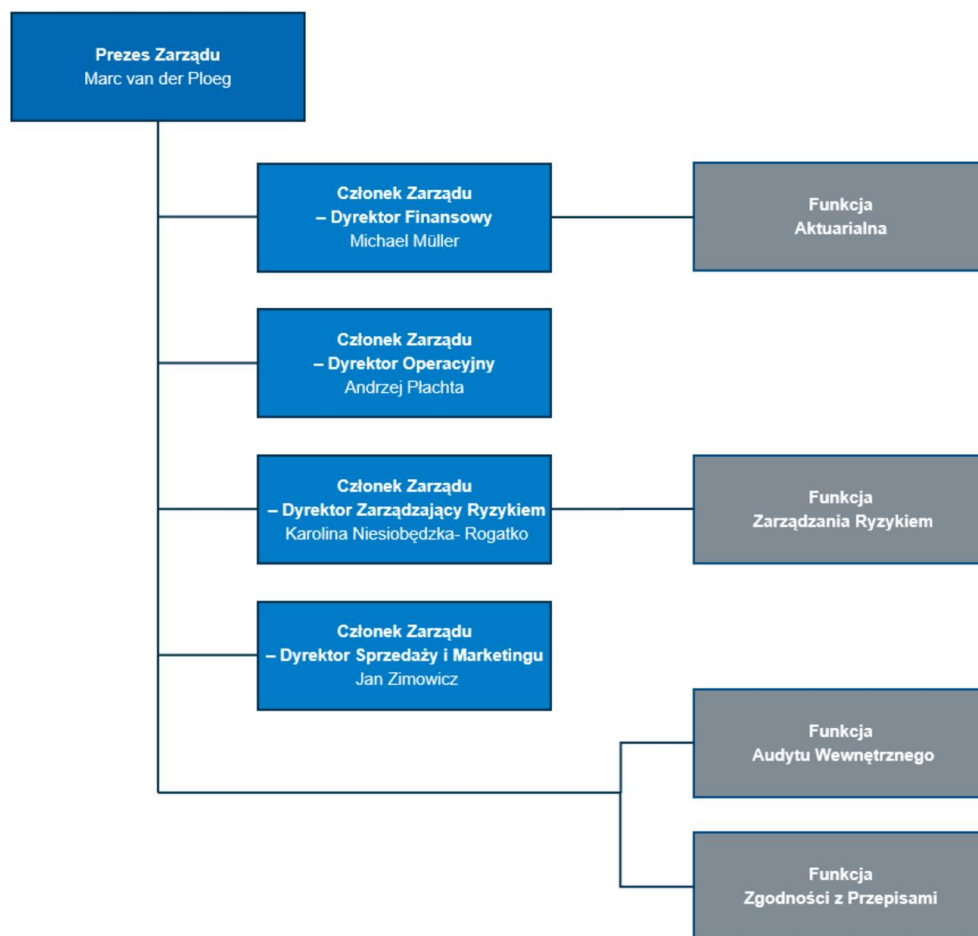 Prezes Zarządu
Marc van der Ploeg
Członek Zarządu
– Dyrektor Finansowy
Michael Müller
Funkcja
Aktuarialna
Członek Zarządu
– Dyrektor Operacyjny
Andrzej Płachta
Członek Zarządu
– Dyrektor Zarządzający Ryzykiem
Karolina Niesiobędzka- Rogatko
Funkcja
Zarządzania Ryzykiem
Członek Zarządu
– Dyrektor Sprzedaży i Marketingu
Jan Zimowicz
Funkcja
Audytu Wewnętrznego
Funkcja
Zgodności z Przepisami